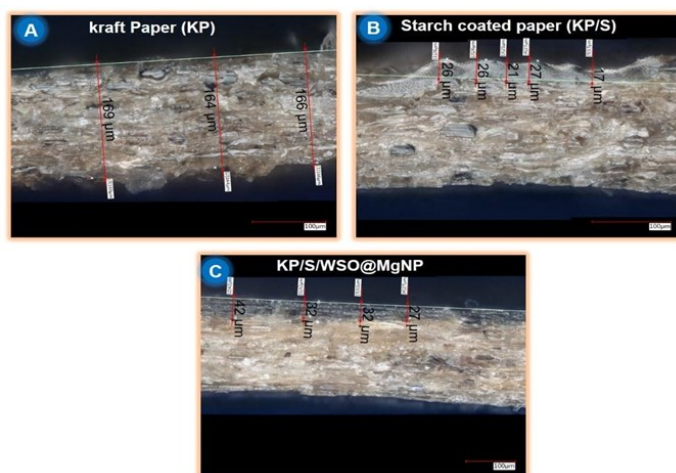 A
kraft Paper (KP)
169 µm
164 µm
166 µm
100µm
B
Starch coated paper (KP/S)
26 µm
26 µm
21 µm
27 µm
17 µm
100µm
C
KP/S/WSO@MgNP
42 µm
32 µm
32 µm
27 µm
100µm